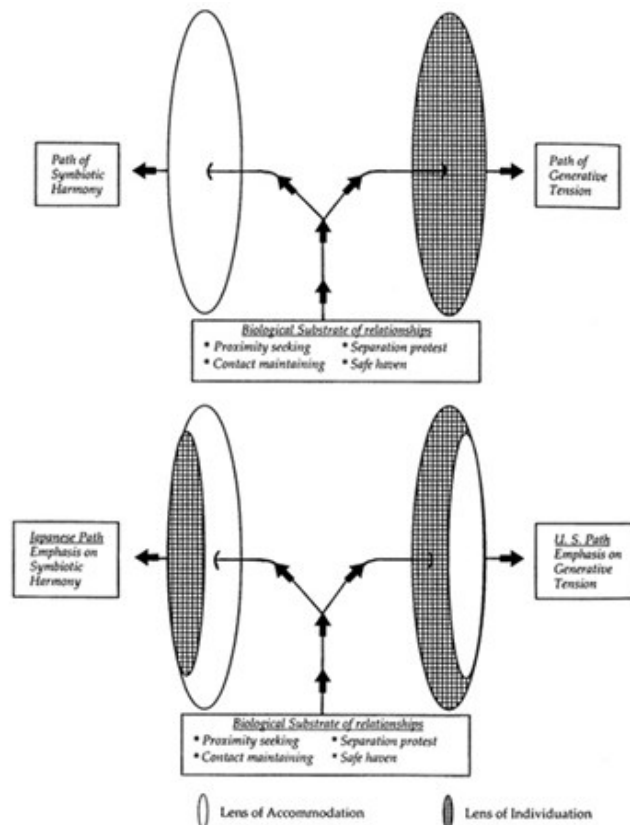 Path of
Symbiotic
Harmony
Path of
Generative
Tension
Biological Substrate of relationships
* Proximity seeking * Separation protest
* Contact maintaining * Safe haven
Japanese Path
Emphasis on
Symbiotic
Harmony
U. S. Path
Emphasis on
Generative
Tension
Biological Substrate of relationships
* Proximity seeking * Separation protest
* Contact maintaining * Safe haven
Lens of Accommodation Lens of Individuation